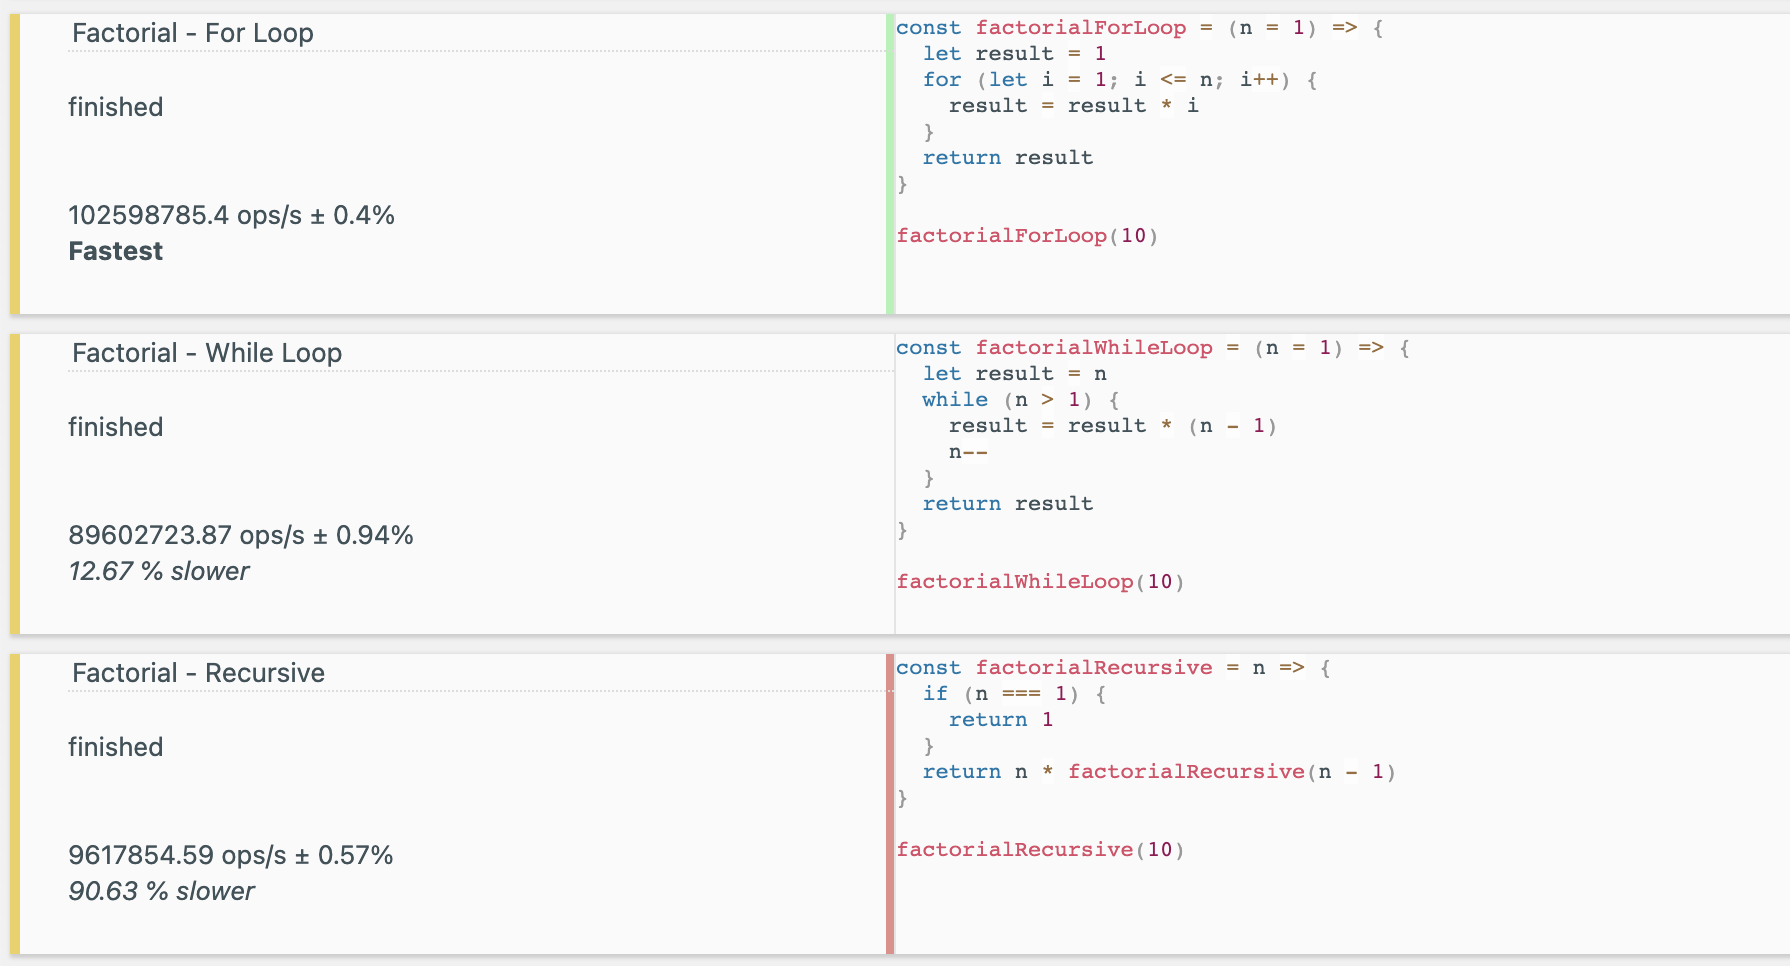 Factorial - For Loop
finished
102598785.4 ops/s ± 0.4%
Fastest
const factorialForLoop = (n = 1) => {
  let result = 1
  for (let i = 1; i <= n; i++) {
    result = result * i
  }
  return result
}

factorialForLoop(10)
Factorial - While Loop
finished
89602723.87 ops/s ± 0.94%
12.67 % slower
const factorialWhileLoop = (n = 1) => {
  let result = n
  while (n > 1) {
    result = result * (n - 1)
    n--
  }
  return result
}

factorialWhileLoop(10)
Factorial - Recursive
finished
9617854.59 ops/s ± 0.57%
90.63 % slower
const factorialRecursive = n => {
  if (n === 1) {
    return 1
  }
  return n * factorialRecursive(n - 1)
}

factorialRecursive(10)